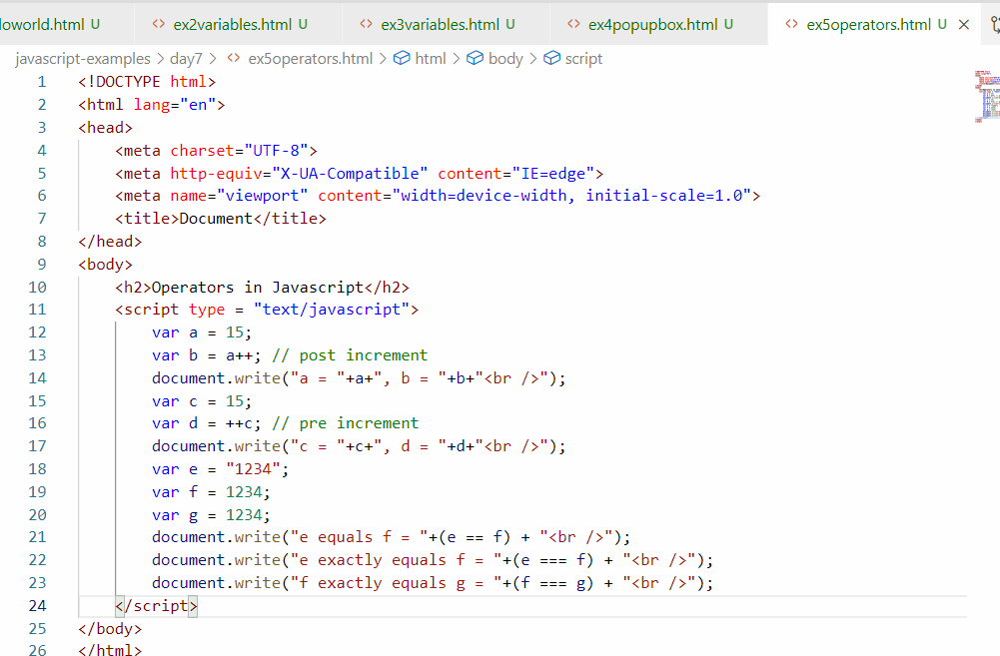 loworld.html U <> ex2variables.html U <> ex3variables.html U <> ex4popupbox.html U <> ex5operators.html U ×
javascript-examples > day7 > <> ex5operators.html > html > body > script
1 <!DOCTYPE html>
2 <html lang="en">
3 <head>
4     <meta charset="UTF-8">
5     <meta http-equiv="X-UA-Compatible" content="IE=edge">
6     <meta name="viewport" content="width=device-width, initial-scale=1.0">
7     <title>Document</title>
8 </head>
9 <body>
10     <h2>Operators in Javascript</h2>
11     <script type = "text/javascript">
12         var a = 15;
13         var b = a++; // post increment
14         document.write("a = "+a+", b = "+b+"<br />");
15         var c = 15;
16         var d = ++c; // pre increment
17         document.write("c = "+c+", d = "+d+"<br />");
18         var e = "1234";
19         var f = 1234;
20         var g = 1234;
21         document.write("e equals f = "+(e == f) + "<br />");
22         document.write("e exactly equals f = "+(e === f) + "<br />");
23         document.write("f exactly equals g = "+(f === g) + "<br />");
24     </script>
25 </body>
26 </html>